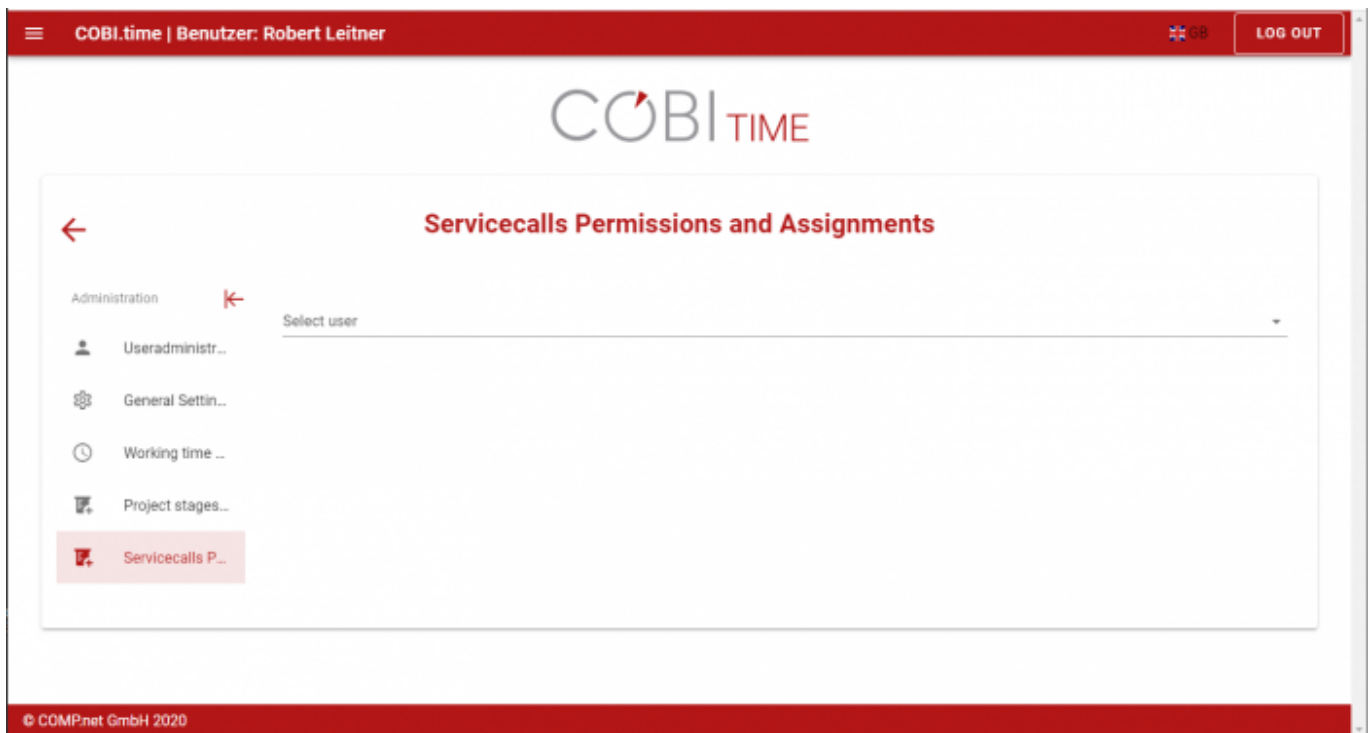 COBI.time | Benutzer: Robert Leitner
GB
LOG OUT
COBI TIME
Servicecalls Permissions and Assignments
Administration
Select user
Useradministr...
General Settin...
Working time ...
Project stages...
Servicecalls P...
© COMP.net GmbH 2020